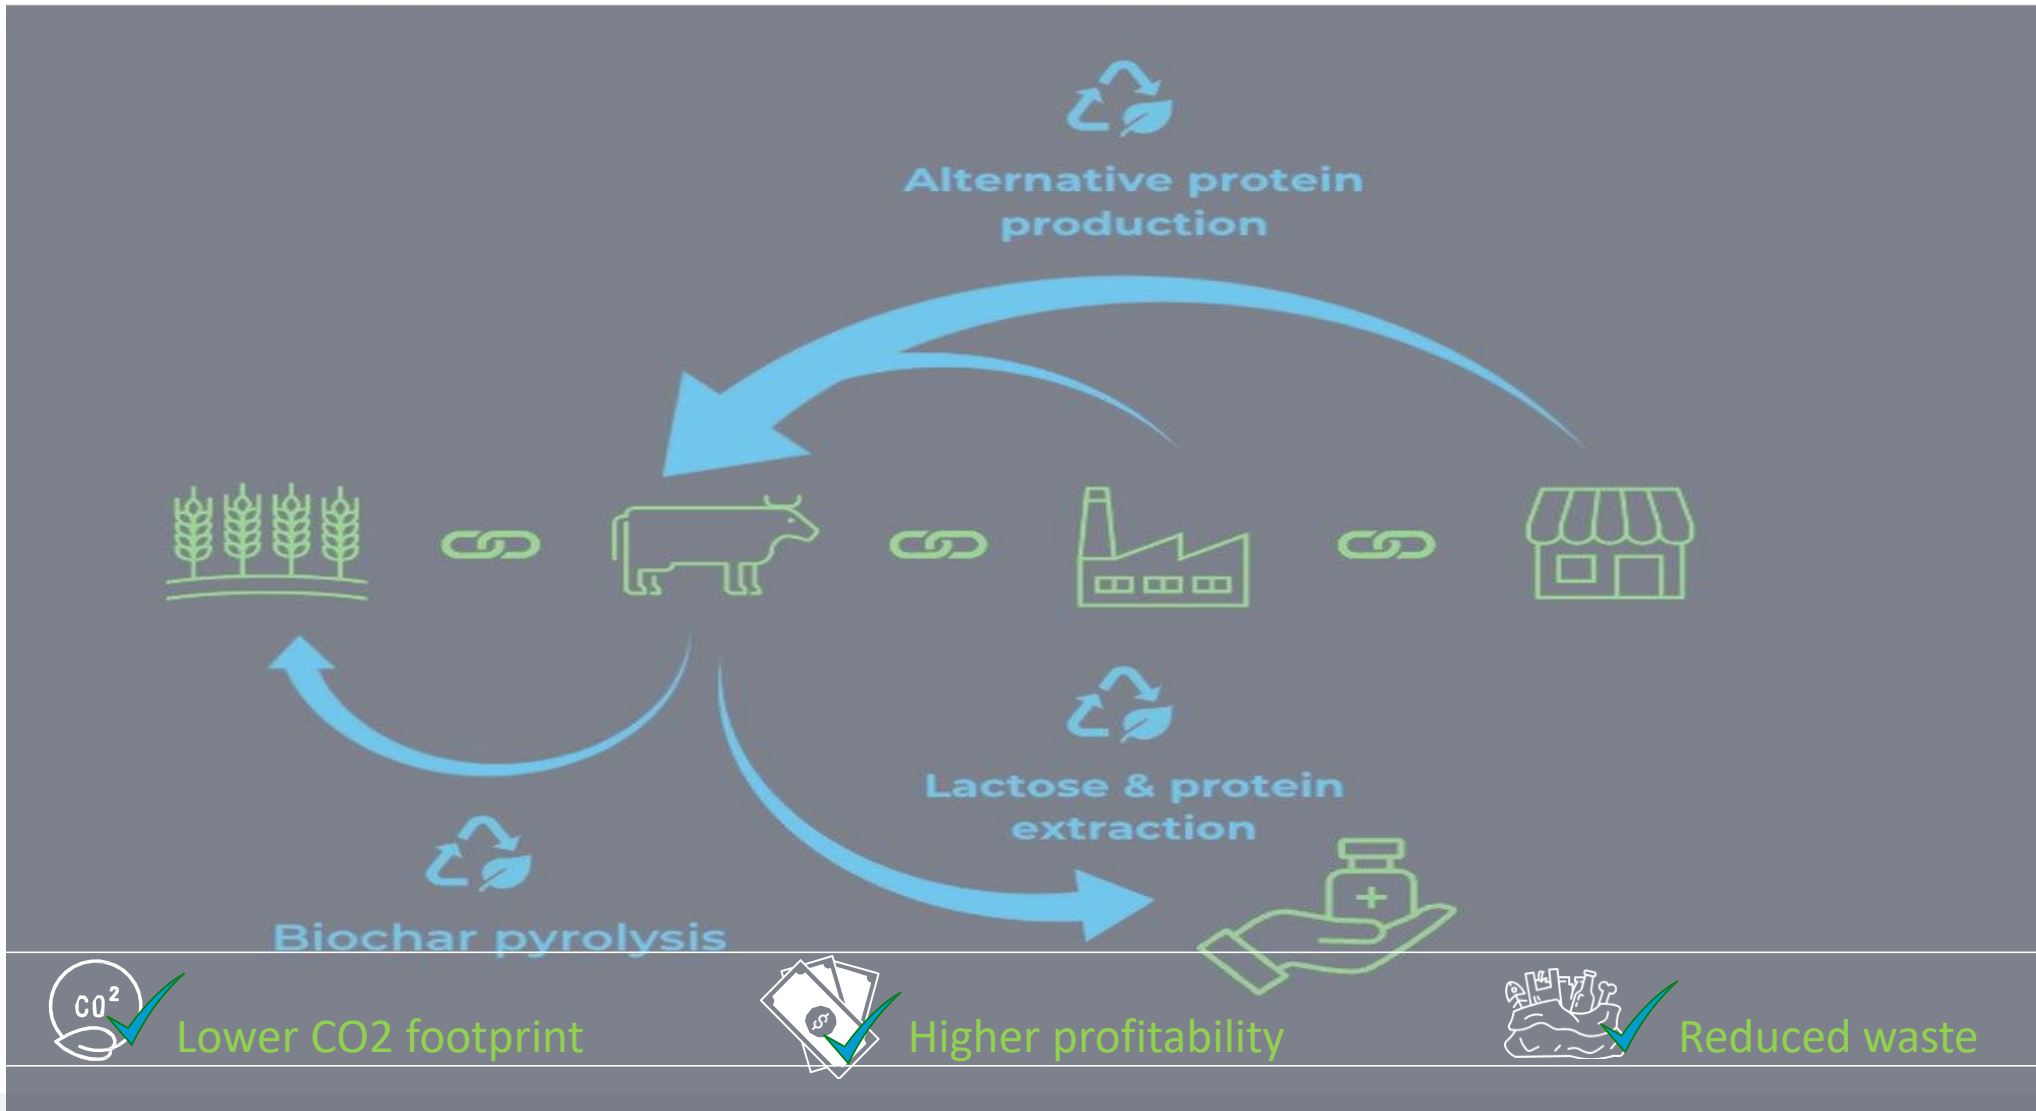 Alternative protein
production
Lactose & protein
extraction
Biochar pyrolysis
CO²
Lower CO2 footprint
$
Higher profitability
Reduced waste